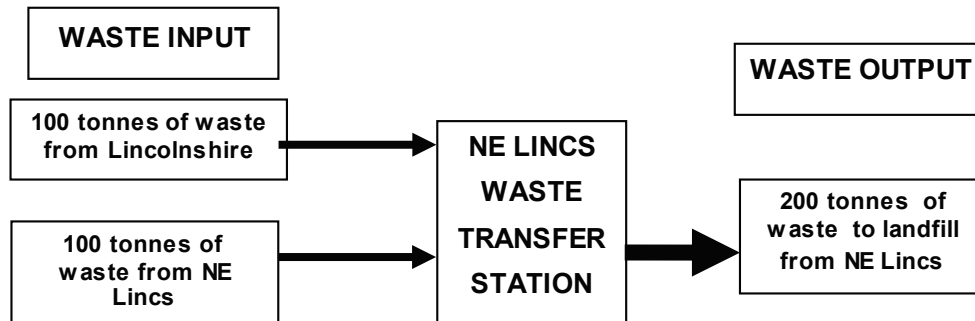 WASTE INPUT
100 tonnes of waste
from Lincolnshire
100 tonnes of
waste from NE
Lincs
NE LINCS
WASTE
TRANSFER
STATION
WASTE OUTPUT
200 tonnes of
waste to landfill
from NE Lincs